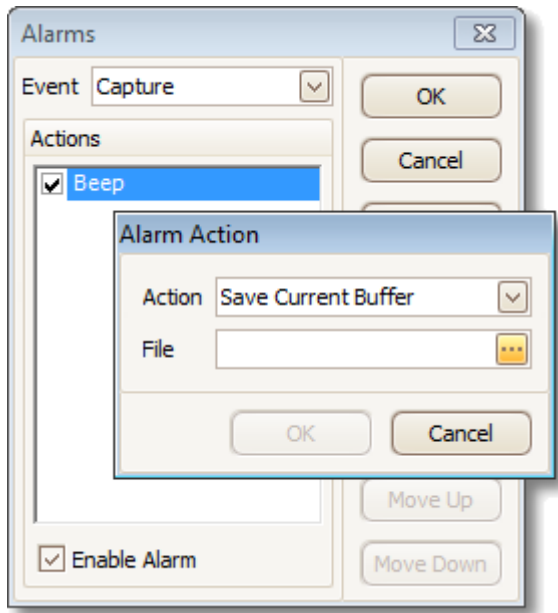 Alarms
Event Capture
OK
Actions
Cancel
Beep
Alarm Action
Action Save Current Buffer
File
OK Cancel
Move Up
Enable Alarm
Move Down